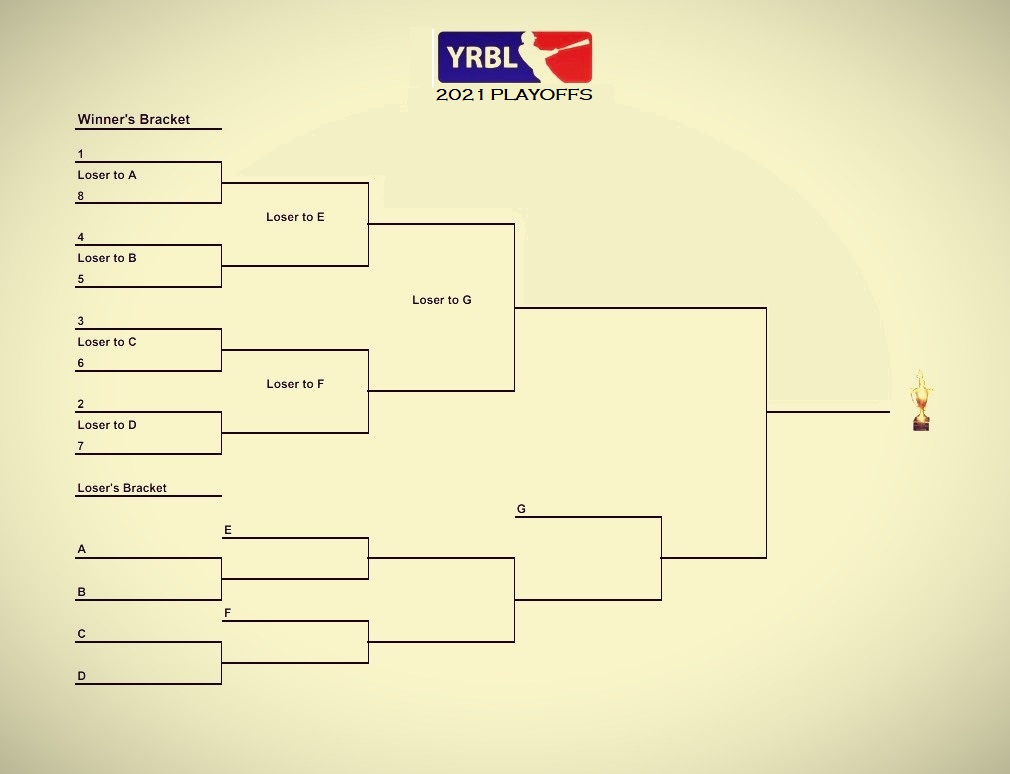 YRBL
2021 PLAYOFFS
Winner's Bracket
1
Loser to A
8
Loser to E
4
Loser to B
5
Loser to G
3
Loser to C
6
Loser to F
2
Loser to D
7
Loser's Bracket
G
E
A
B
F
C
D